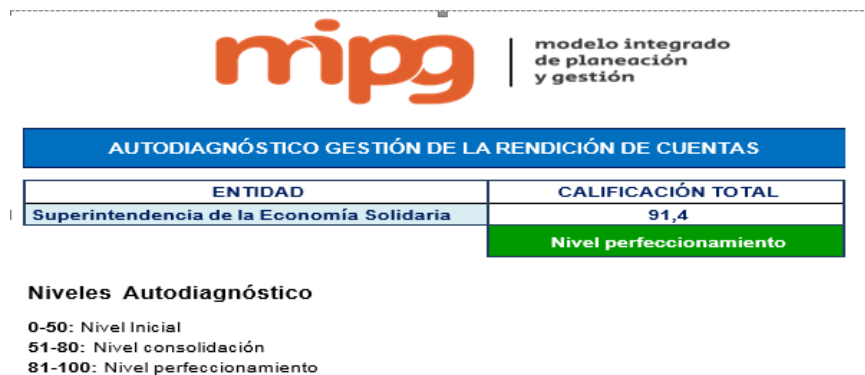 mipg
modelo integrado
de planeación
y gestión
AUTODIAGNÓSTICO GESTIÓN DE LA RENDICIÓN DE CUENTAS
ENTIDAD CALIFICACIÓN TOTAL
Superintendencia de la Economía Solidaria 91,4
Nivel perfeccionamiento
Niveles Autodiagnóstico
0-50: Nivel Inicial
51-80: Nivel consolidación
81-100: Nivel perfeccionamiento